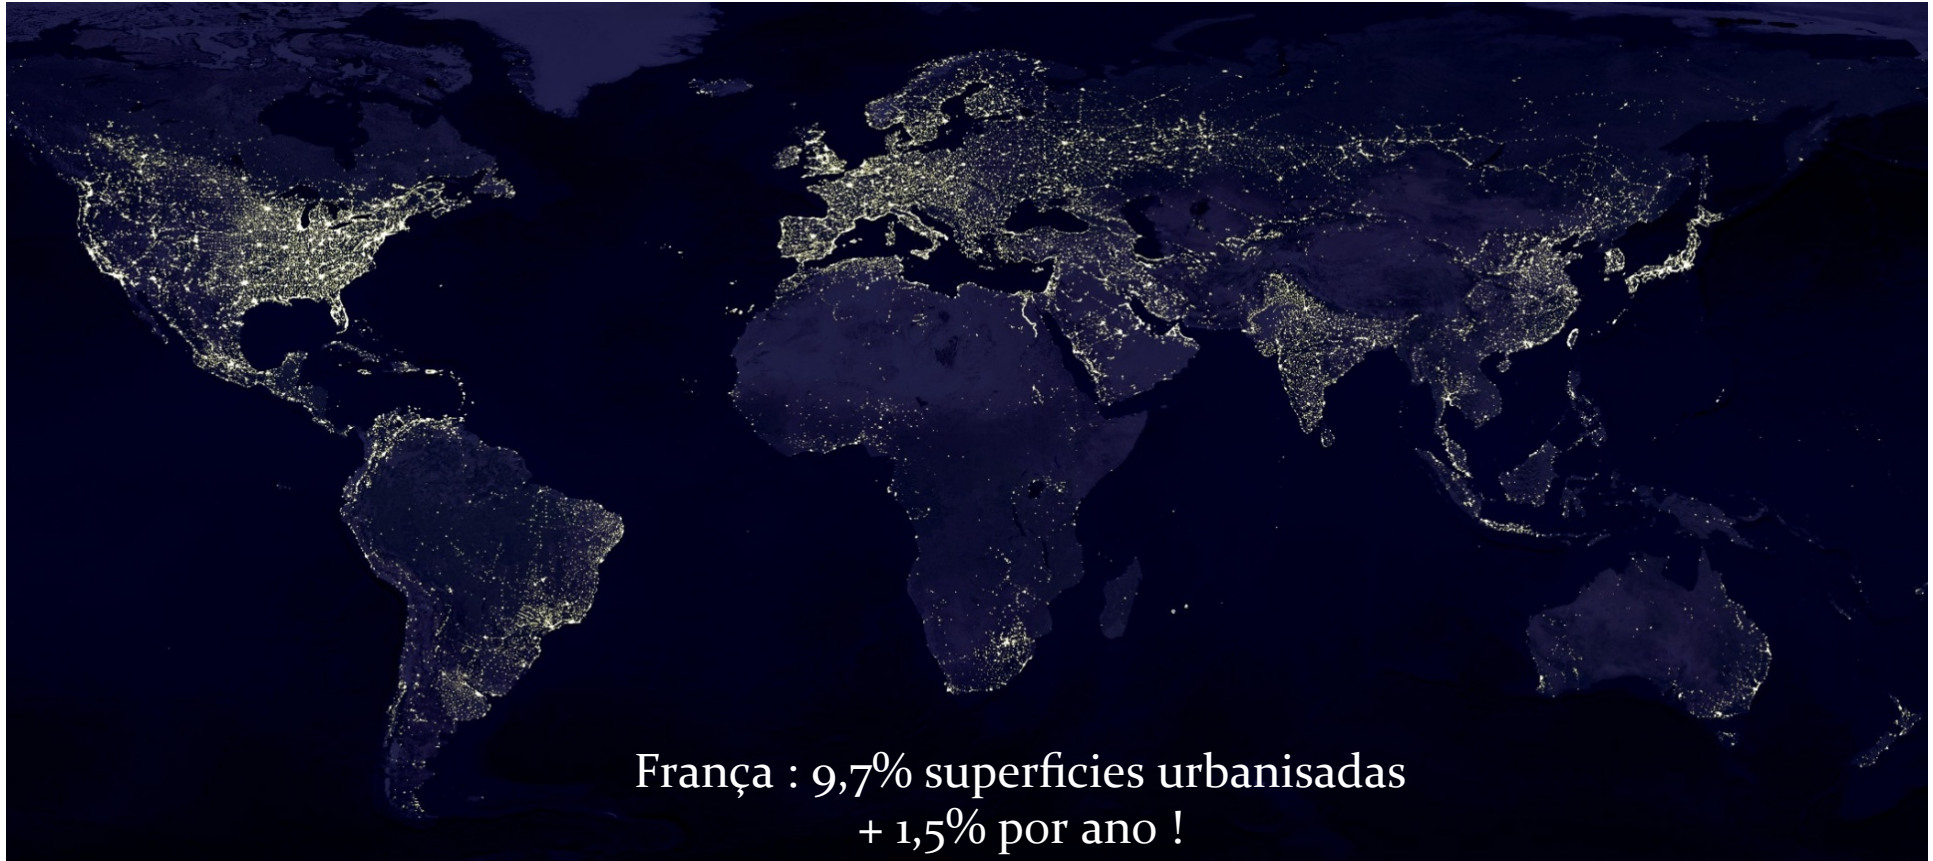 França : 9,7% superficies urbanisadas
+ 1,5% por ano !